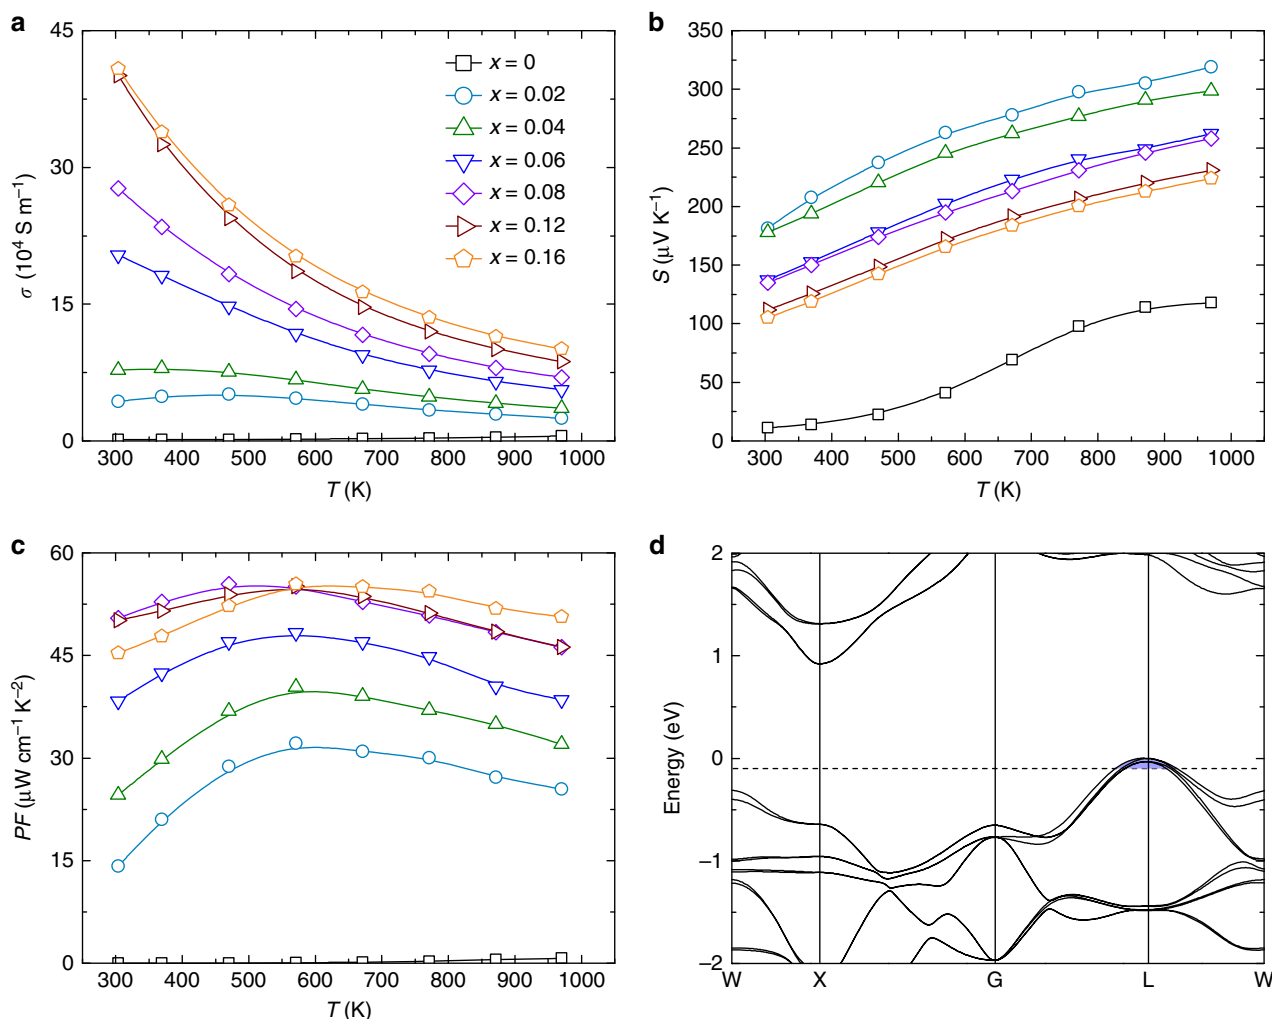 a
45
30
15
0
σ (10⁴ S m⁻¹)
x = 0
x = 0.02
x = 0.04
x = 0.06
x = 0.08
x = 0.12
x = 0.16
300 400 500 600 700 800 900 1000
T (K)
b
350
300
250
200
150
100
50
0
S (μV K⁻¹)
300 400 500 600 700 800 900 1000
T (K)
c
60
45
30
15
0
PF (μW cm⁻¹ K⁻²)
300 400 500 600 700 800 900 1000
T (K)
d
2
1
0
−1
−2
Energy (eV)
W X G L W